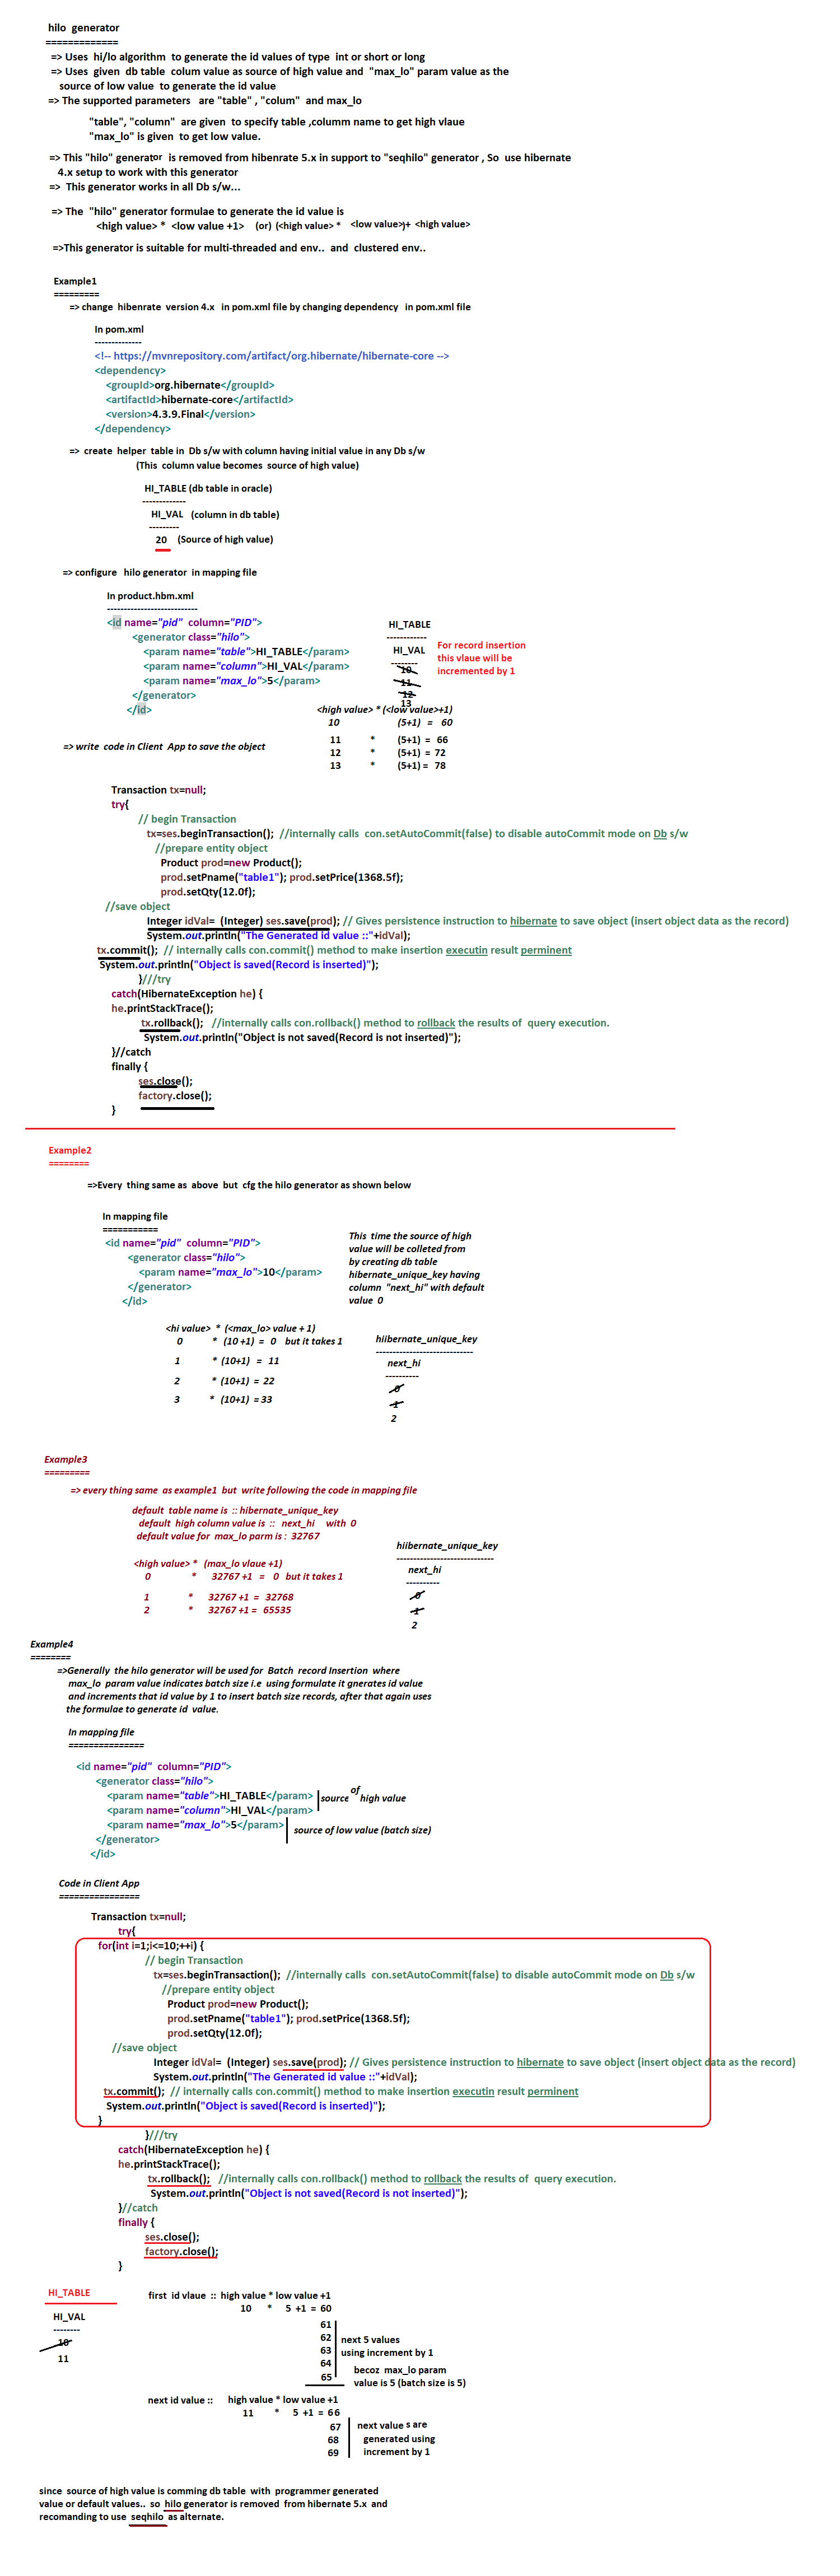 hilo  generator
=============
=> Uses  hi/lo algorithm  to generate the id values of type  int or short or long
=> Uses  given  db table  colum value as source of high value and  "max_lo" param value as the
source of low value  to generate the id value
=> The supported parameters   are "table" , "colum"  and max_lo
"table", "column"  are given  to specify table ,columm name to get high vlaue
"max_lo" is given  to get low value.
=> This "hilo" generator  is removed from hibenrate 5.x in support to "seqhilo" generator , So  use hibernate
4.x setup to work with this generator
=>  This generator works in all Db s/w...
=> The  "hilo" generator formulae to generate the id value is
<high value> *  <low value +1>    (or)  (<high value> *   <low value>)+  <high value>
=>This generator is suitable for multi-threaded and env..  and  clustered env..
Example1
=========
=> change  hibenrate  version 4.x   in pom.xml file by changing dependency   in pom.xml file
In pom.xml
--------------
<!-- https://mvnrepository.com/artifact/org.hibernate/hibernate-core -->
<dependency>
<groupId>org.hibernate</groupId>
<artifactId>hibernate-core</artifactId>
<version>4.3.9.Final</version>
</dependency>
=>  create  helper  table in  Db s/w with column having initial value in any Db s/w
(This  column value becomes  source of high value)
HI_TABLE (db table in oracle)
-------------
HI_VAL   (column in db table)
---------
20    (Source of high value)
=> configure   hilo generator  in mapping file
In product.hbm.xml
---------------------------
<id name="pid"  column="PID">
<generator class="hilo">
<param name="table">HI_TABLE</param>
<param name="column">HI_VAL</param>
<param name="max_lo">5</param>
</generator>
</id>
HI_TABLE
------------
HI_VAL
--------
10
11
12
13
For record insertion
this vlaue will be
incremented by 1
<high value> * (<low value>+1)
10                    (5+1)  =   60
11          *        (5+1) =  66
12          *        (5+1) =  72
13          *        (5+1) =  78
=> write  code in Client  App to save the object
Transaction tx=null;
try{
// begin Transaction
tx=ses.beginTransaction();  //internally calls  con.setAutoCommit(false) to disable autoCommit mode on Db s/w
//prepare entity object
Product prod=new Product();
prod.setPname("table1"); prod.setPrice(1368.5f);
prod.setQty(12.0f);
//save object
Integer idVal=  (Integer) ses.save(prod); // Gives persistence instruction to hibernate to save object (insert object data as the record)
System.out.println("The Generated id value ::"+idVal);
tx.commit();  // internally calls con.commit() method to make insertion executin result perminent
System.out.println("Object is saved(Record is inserted)");
}///try
catch(HibernateException he) {
he.printStackTrace();
tx.rollback();   //internally calls con.rollback() method to rollback the results of  query execution.
System.out.println("Object is not saved(Record is not inserted)");
}//catch
finally {
ses.close();
factory.close();
}
Example2
========
=>Every  thing same as  above  but  cfg the hilo generator as shown below
In mapping file
===========
<id name="pid"  column="PID">
<generator class="hilo">
<param name="max_lo">10</param>
</generator>
</id>
This  time the source of high
value will be colleted from
by creating db table
hibernate_unique_key having
column  "next_hi" with default
value  0
<hi value>  *  (<max_lo> value + 1)
0          *   (10 +1)  =   0   but it takes 1
1          *  (10+1)   =   11
2          *  (10+1)  =  22
3          *   (10+1)  = 33
hiibernate_unique_key
-----------------------------
next_hi
----------
0
1
2
Example3
=========
=> every thing same  as example1  but  write following the code in mapping file
default  table name is  :: hibernate_unique_key
default  high column value is  ::   next_hi     with  0
default value for  max_lo parm is :  32767
<high value> *   (max_lo vlaue +1)
0            *     32767 +1   =   0   but it takes 1
1            *     32767 +1  =  32768
2            *     32767 +1 =   65535
hiibernate_unique_key
-----------------------------
next_hi
----------
0
1
2
Example4
========
=>Generally  the hilo generator will be used for  Batch  record Insertion  where
max_lo  param value indicates batch size i.e  using formulate it gnerates id value
and increments that id value by 1 to insert batch size records, after that again uses
the formulae to generate id  value.
In mapping file
===============
<id name="pid"  column="PID">
<generator class="hilo">
<param name="table">HI_TABLE</param>
<param name="column">HI_VAL</param>
<param name="max_lo">5</param>
</generator>
</id>
source of high value
source of low value (batch size)
Code in Client App
================
Transaction tx=null;
try{
for(int i=1;i<=10;++i) {
// begin Transaction
tx=ses.beginTransaction();  //internally calls  con.setAutoCommit(false) to disable autoCommit mode on Db s/w
//prepare entity object
Product prod=new Product();
prod.setPname("table1"); prod.setPrice(1368.5f);
prod.setQty(12.0f);
//save object
Integer idVal=  (Integer) ses.save(prod); // Gives persistence instruction to hibernate to save object (insert object data as the record)
System.out.println("The Generated id value ::"+idVal);
tx.commit();  // internally calls con.commit() method to make insertion executin result perminent
System.out.println("Object is saved(Record is inserted)");
}
}///try
catch(HibernateException he) {
he.printStackTrace();
tx.rollback();   //internally calls con.rollback() method to rollback the results of  query execution.
System.out.println("Object is not saved(Record is not inserted)");
}//catch
finally {
ses.close();
factory.close();
}
HI_TABLE
HI_VAL
--------
10
11
first  id vlaue  ::  high value * low value +1
10     *     5  +1  = 60
61
62
63
64
65
next 5 values
using increment by 1
becoz  max_lo param
value is 5 (batch size is 5)
next id value ::     high value * low value +1
11     *     5  +1  = 66
67
68
69
next value s are
generated using
increment by 1
since  source of high value is comming db table  with  programmer generated
value or default values..  so  hilo generator is removed  from hibernate 5.x  and
recomanding to use  seqhilo  as alternate.